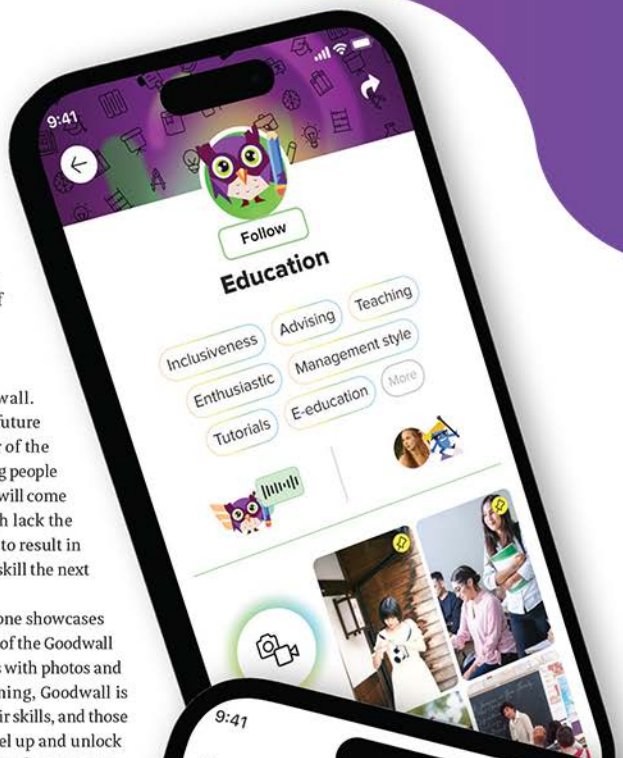 f
wall.
future
of the
g people
will come
h lack the
to result in
skill the next
one showcases
of the Goodwall
s with photos and
ning, Goodwall is
ir skills, and those
el up and unlock
9:41
Follow
Education
Inclusiveness
Advising
Teaching
Enthusiastic
Management style
Tutorials
E-education
More
9:41